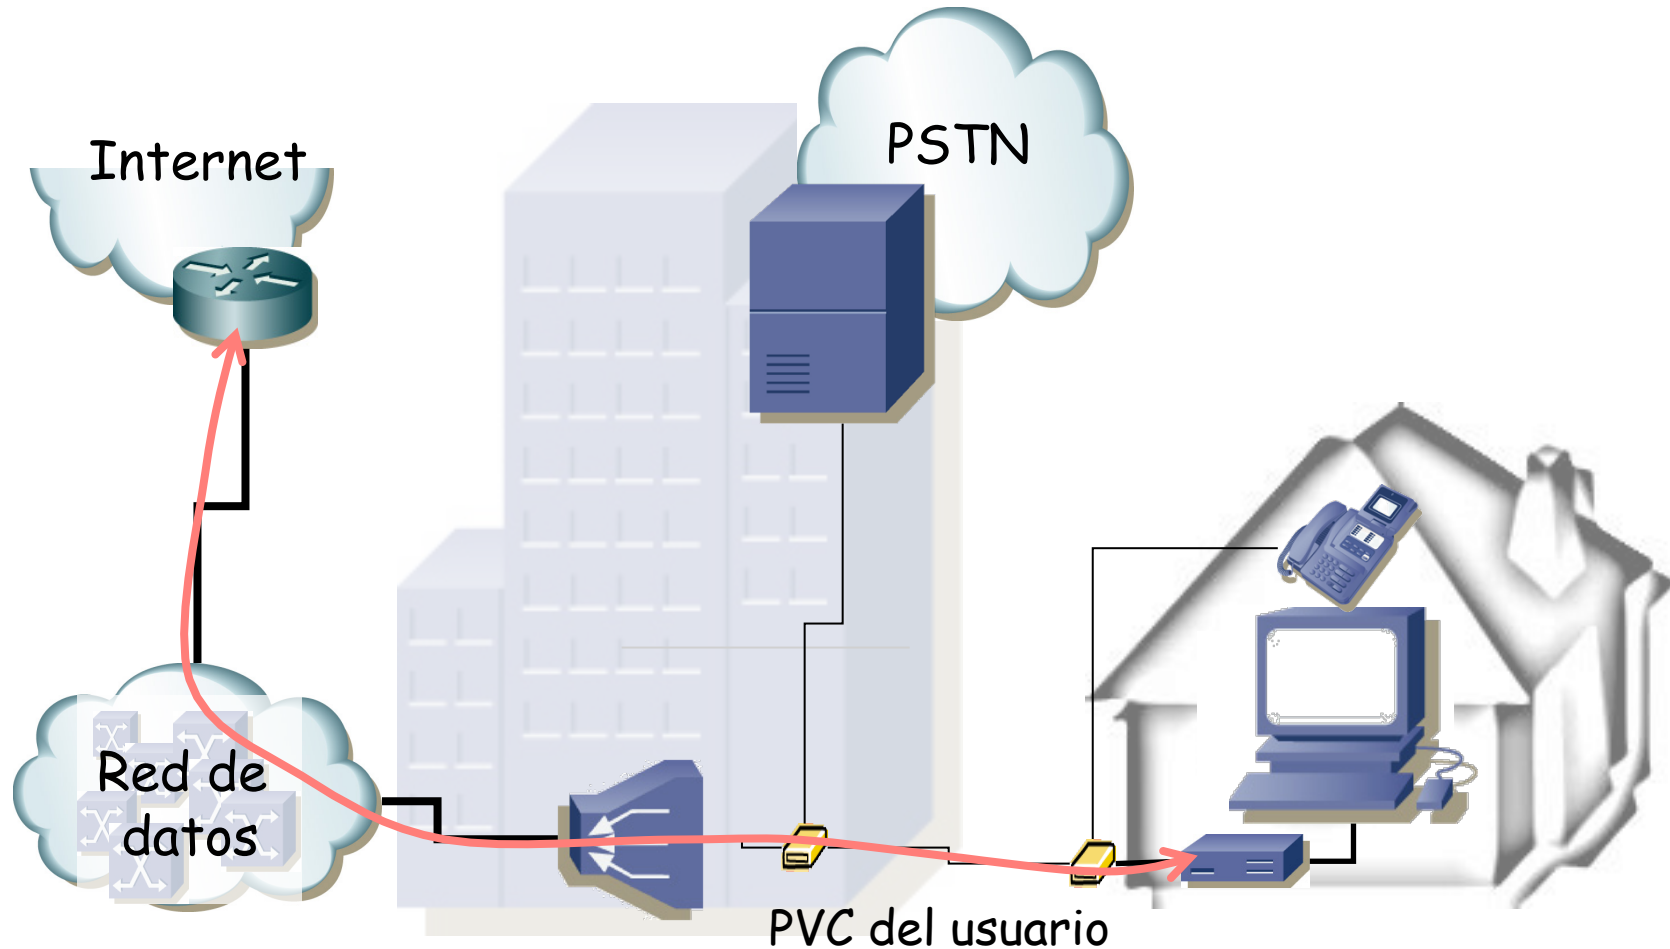 PSTN
Internet
Red de
datos
PVC del usuario